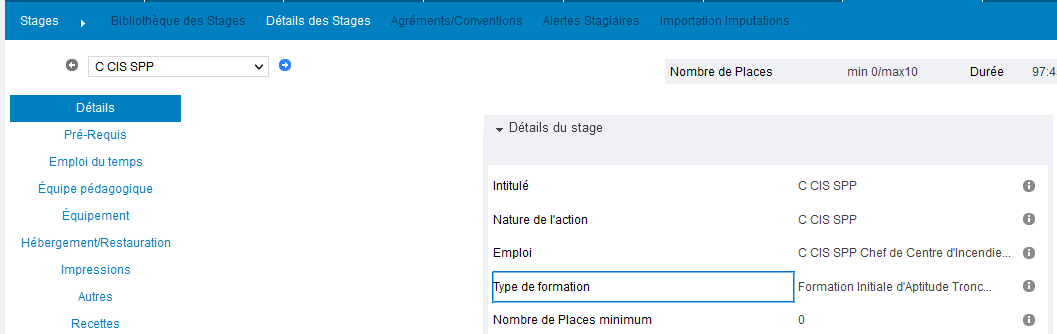 Stages Bibliothèque des Stages Détails des Stages Agréments/Conventions Alertes Stagiaires Importation Imputations
C CIS SPP
Nombre de Places min 0/max10 Durée 97:4
Détails
Pré-Requis
Emploi du temps
Équipe pédagogique
Équipement
Hébergement/Restauration
Impressions
Autres
Recettes
Détails du stage
Intitulé C CIS SPP
Nature de l'action C CIS SPP
Emploi C CIS SPP Chef de Centre d'Incendie...
Type de formation Formation Initiale d'Aptitude Tronc...
Nombre de Places minimum 0